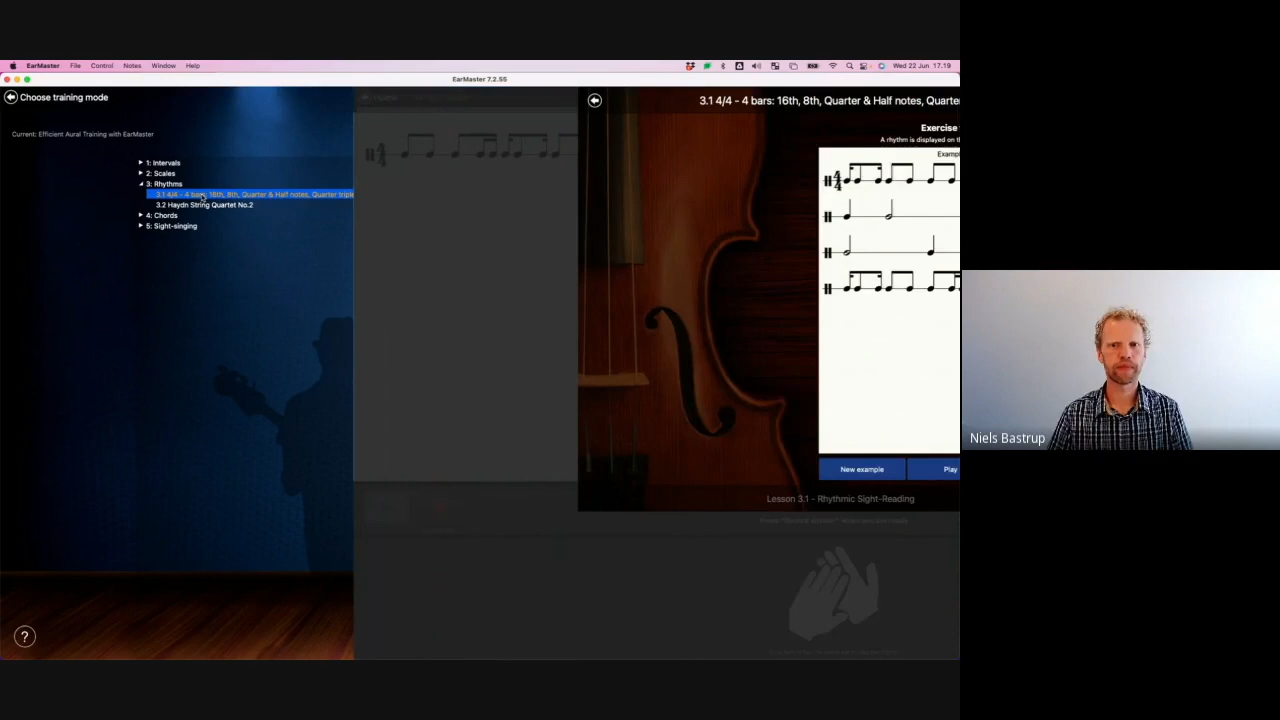 EarMaster File Control Notes Window Help Wed 22 Jun 17.19
EarMaster 7.2.55
Choose training mode
3.1 4/4 - 4 bars: 16th, 8th, Quarter & Half notes, Quarte
Current: Efficient Aural Training with EarMaster
Exercise
A rhythm is displayed on th
Examp
1: Intervals
2: Scales
3: Rhythms
3.1 4/4 - 4 bars: 16th, 8th, Quarter & Half notes, Quarter triple
3.2 Haydn String Quartet No.2
4: Chords
5: Sight-singing
4
4
New example
Play
Lesson 3.1 - Rhythmic Sight-Reading
?
Niels Bastrup